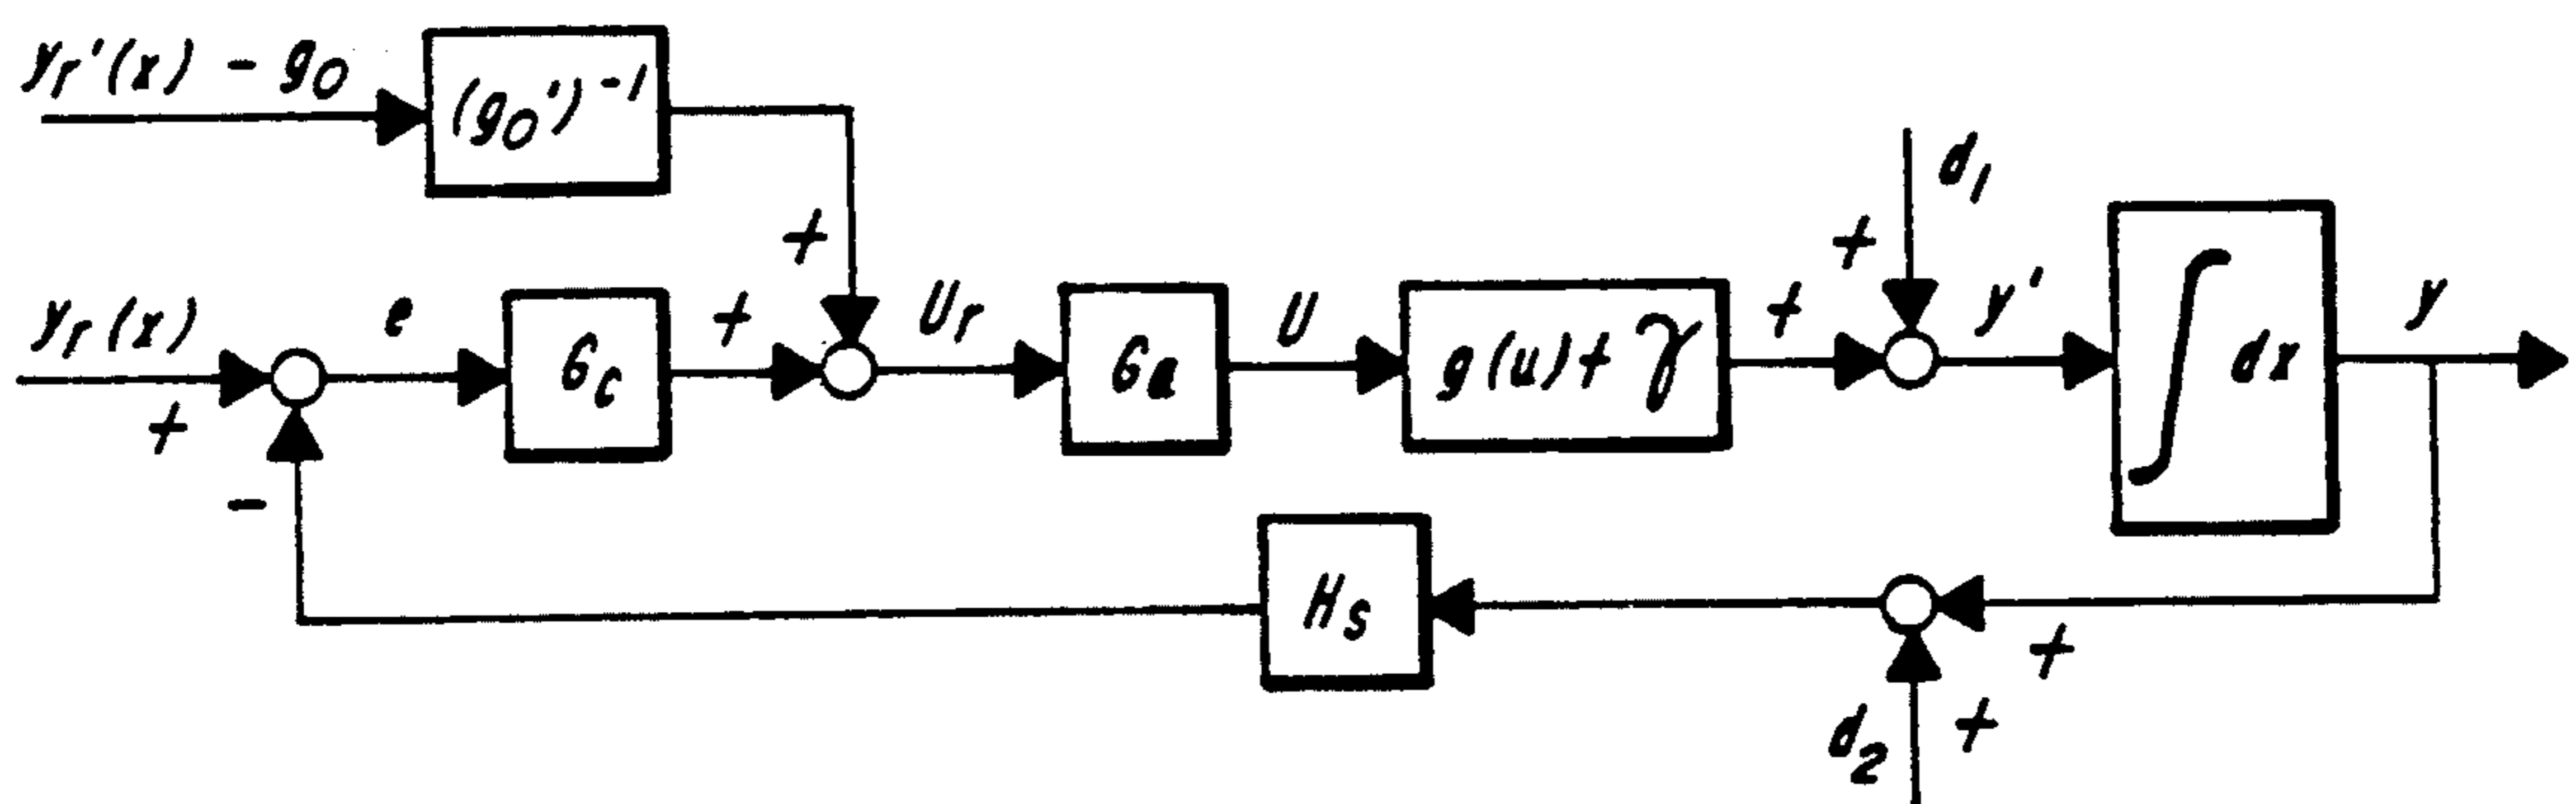 yr'(x) - g0
(g0')^-1
+
d1
+
yr(x)
+
-
e
Gc
+
Ur
Ga
U
g(u)+γ
+
y'
∫dx
y
Hs
+
d2
+